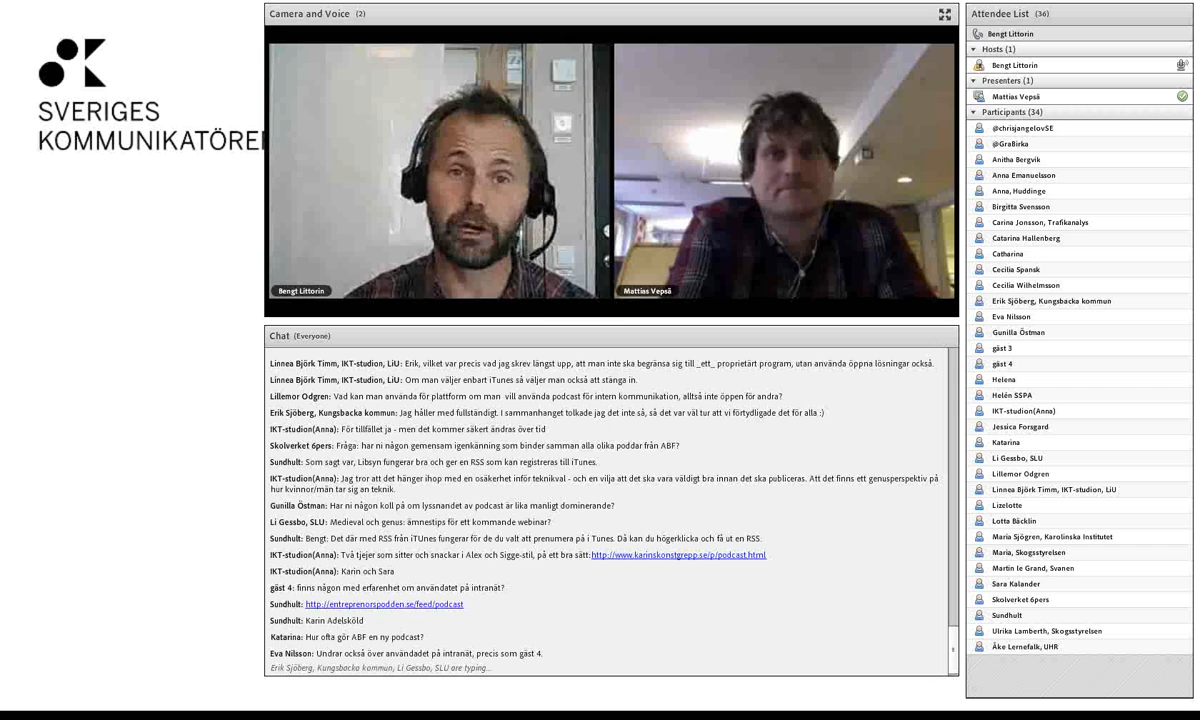 SVERIGES
KOMMUNIKATÖRE
Camera and Voice (2)
Bengt Littorin
Mattias Vepsä
Chat (Everyone)
Linnea Björk Timm, IKT-studion, LiU: Erik, vilket var precis vad jag skrev längst upp, att man inte ska begränsa sig till _ett_ proprietärt program, utan använda öppna lösningar också.
Linnea Björk Timm, IKT-studion, LiU: Om man väljer enbart iTunes så väljer man också att stänga in.
Lillemor Odgren: Vad kan man använda för plattform om man vill använda podcast för intern kommunikation, alltså inte öppen för andra?
Erik Sjöberg, Kungsbacka kommun: Jag håller med fullständigt. I sammanhanget tolkade jag det inte så, så det var väl tur att vi förtydligade det för alla :)
IKT-studion(Anna): För tillfället ja - men det kommer säkert ändras över tid
Skolverket 6pers: Fråga: har ni någon gemensam igenkänning som binder samman alla olika poddar från ABF?
Sundhult: Som sagt var, Libsyn fungerar bra och ger en RSS som kan registreras till iTunes.
IKT-studion(Anna): Jag tror att det hänger ihop med en osäkerhet inför teknikval - och en vilja att det ska vara väldigt bra innan det ska publiceras. Att det finns ett genusperspektiv på
hur kvinnor/män tar sig an teknik.
Gunilla Östman: Har ni någon koll på om lyssnandet av podcast är lika manligt dominerande?
Li Gessbo, SLU: Medieval och genus: ämnestips för ett kommande webinar?
Sundhult: Bengt: Det där med RSS från iTUnes fungerar för de du valt att prenumera på i Tunes. Då kan du högerklicka och få ut en RSS.
IKT-studion(Anna): Två tjejer som sitter och snackar i Alex och Sigge-stil, på ett bra sätt: http://www.karinskonstgrepp.se/p/podcast.html
IKT-studion(Anna): Karin och Sara
gäst 4: finns någon med erfarenhet om användatet på intranät?
Sundhult: http://entreprenorspodden.se/feed/podcast
Sundhult: Karin Adelsköld
Katarina: Hur ofta gör ABF en ny podcast?
Eva Nilsson: Undrar också över användadet på intranät, precis som gäst 4.
Erik Sjöberg, Kungsbacka kommun, Li Gessbo, SLU are typing...
Attendee List (36)
Bengt Littorin
Hosts (1)
Bengt Littorin
Presenters (1)
Mattias Vepsä
Participants (34)
@chrisjangelovSE
@GraBirka
Anitha Bergvik
Anna Emanuelsson
Anna, Huddinge
Birgitta Svensson
Carina Jonsson, Trafikanalys
Catarina Hallenberg
Catharina
Cecilia Spansk
Cecilia Wilhelmsson
Erik Sjöberg, Kungsbacka kommun
Eva Nilsson
Gunilla Östman
gäst 3
gäst 4
Helena
Helén SSPA
IKT-studion(Anna)
Jessica Forsgard
Katarina
Li Gessbo, SLU
Lillemor Odgren
Linnea Björk Timm, IKT-studion, LiU
Lizelotte
Lotta Bäcklin
Maria Sjögren, Karolinska Institutet
Maria, Skogsstyrelsen
Martin le Grand, Svanen
Sara Kalander
Skolverket 6pers
Sundhult
Ulrika Lamberth, Skogsstyrelsen
Åke Lernefalk, UHR